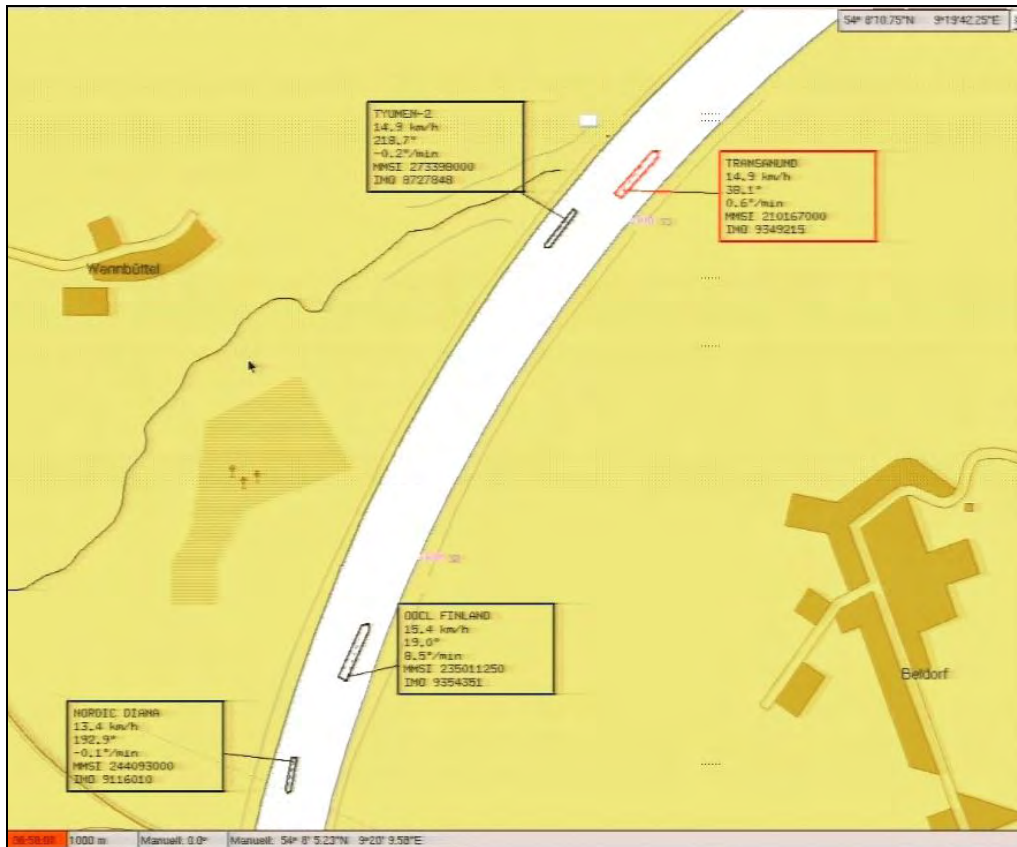 54° 8'10.75"N 9°19'42.25"E
TYUMEN-2
14.9 km/h
218.7°
-0.2°/min
MMSI 273398000
IMO 8727848
TRANSANUND
14.9 km/h
38.1°
0.6°/min
MMSI 210167000
IMO 9349215
Wennbüttel
OOCL FINLAND
15.4 km/h
19.0°
8.5°/min
MMSI 235011250
IMO 9354351
Beldorf
NORDIC DIANA
13.4 km/h
192.9°
-0.1°/min
MMSI 244093000
IMO 9116010
1000 m Manuell: 0.0° Manuell: 54° 8' 5.23"N 9°20' 9.58"E